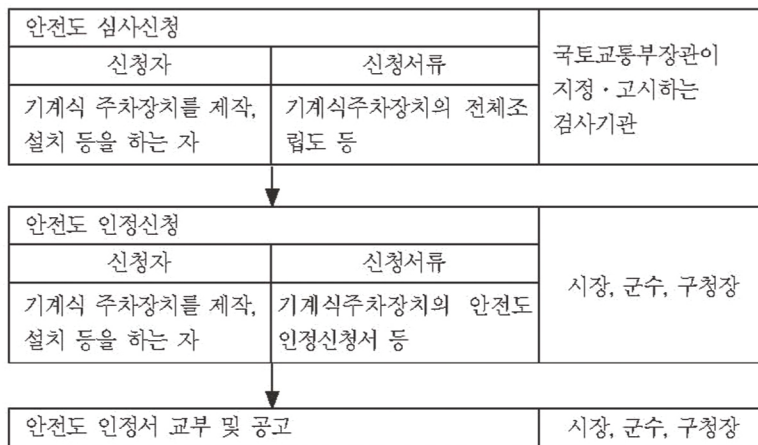 안전도 심사신청
신청자
신청서류
기계식 주차장치를 제작,
설치 등을 하는 자
기계식주차장치의 전체조
립도 등
국토교통부장관이
지정·고시하는
검사기관
안전도 인정신청
신청자
신청서류
기계식 주차장치를 제작,
설치 등을 하는 자
기계식주차장치의 안전도
인정신청서 등
시장, 군수, 구청장
안전도 인정서 교부 및 공고
시장, 군수, 구청장